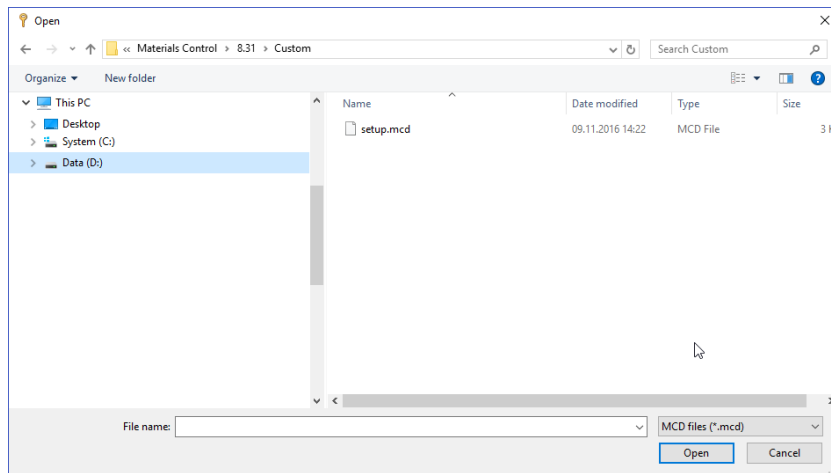 Open
« Materials Control > 8.31 > Custom
Search Custom
Organize
New folder
This PC
Desktop
System (C:)
Data (D:)
Name
Date modified
Type
Size
setup.mcd
09.11.2016 14:22
MCD File
3
File name:
MCD files (*.mcd)
Open
Cancel